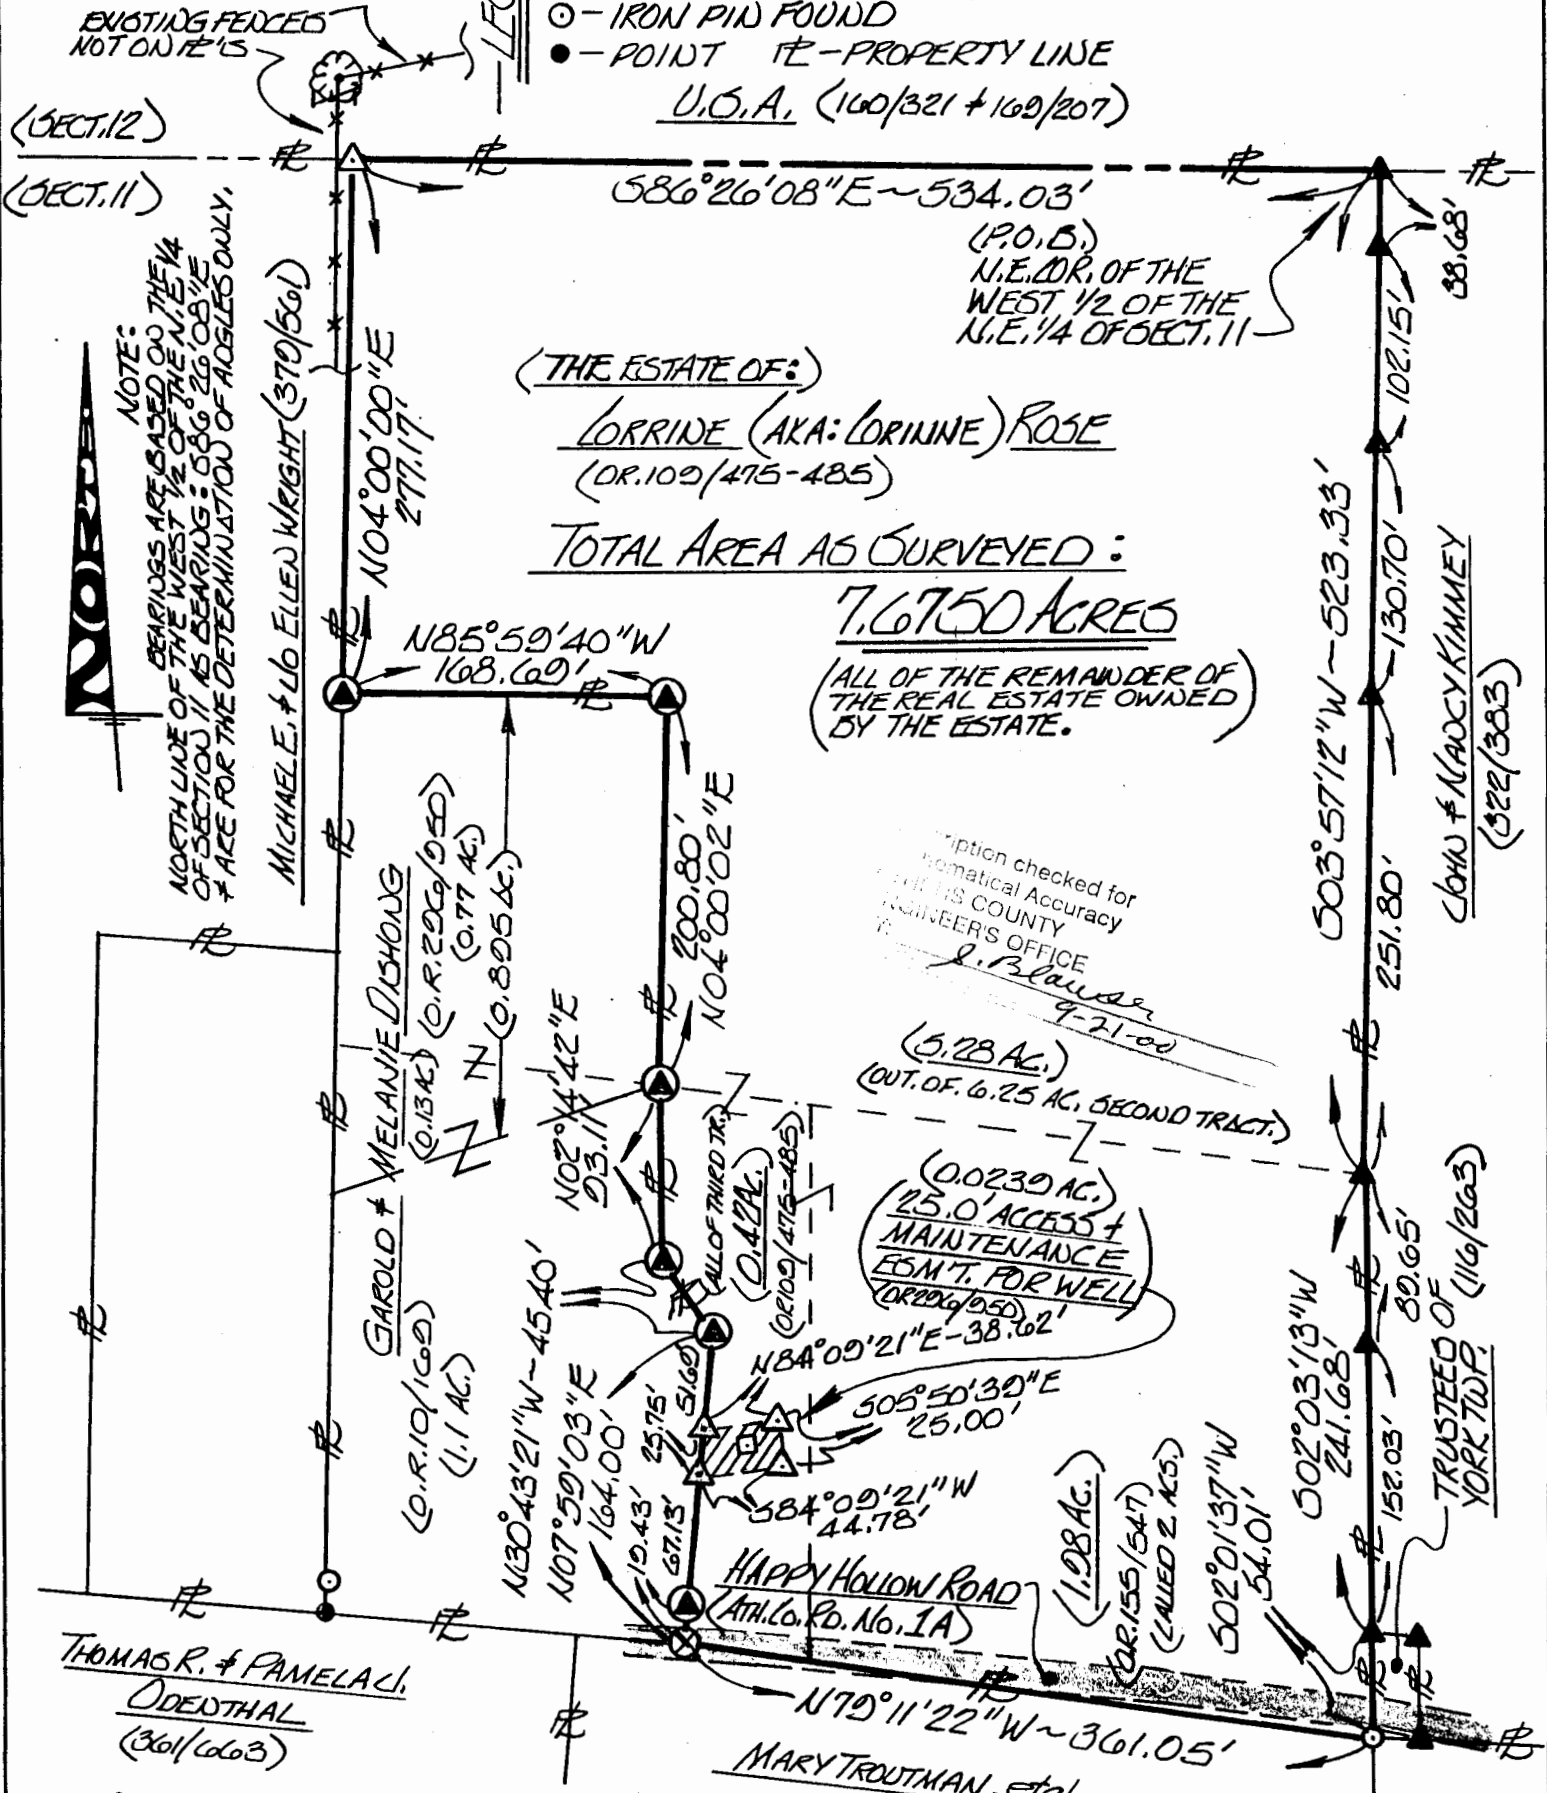 EXISTING FENCES
NOT ON PL'S
⊙ - IRON PIN FOUND
● - POINT PL - PROPERTY LINE
U.S.A. (160/321 & 169/207)
(SECT. 12)
(SECT. 11)
S86°26'08"E ~ 534.03'
(P.O.B.)
N.E. COR. OF THE
WEST 1/2 OF THE
N.E. 1/4 OF SECT. 11
38.68'
102.15'
130.70'
251.80'
S03°57'12"W ~ 523.33'
JOHN & NANCY KIMMEY
(322/383)
NOTE:
BEARINGS ARE BASED ON THE
NORTH LINE OF THE WEST 1/2 OF THE N.E. 1/4
OF SECTION 11 AS BEARING: S86°26'08"E
& ARE FOR THE DETERMINATION OF ANGLES ONLY.
NORTH
MICHAEL E. & JO ELLEN WRIGHT (370/561)
N04°00'00"E
277.17'
(THE ESTATE OF:)
LORRINE (AKA: LORINNE) ROSE
(OR. 109/475-485)
TOTAL AREA AS SURVEYED:
7.6750 ACRES
(ALL OF THE REMAINDER OF
THE REAL ESTATE OWNED
BY THE ESTATE.)
N85°59'40"W
168.69'
200.80'
N04°00'02"E
GAROLD & MELANIE DISHONG
(O.R. 296/950)
(0.77 AC.)
(0.13 AC)
(0.895 AC.)
(O.R. 10/169)
(1.1 AC.)
N02°14'42"E
93.11'
ription checked for
ematical Accuracy
COUNTY
ENGINEER'S OFFICE
S. Blauser
9-21-00
(5.28 AC.)
(OUT. OF. 6.25 AC. SECOND TRACT.)
(ALL OF THIRD TR.)
(0.42 AC.)
(OR109/475-485)
(0.0239 AC.)
25.0' ACCESS &
MAINTENANCE
ESM'T. FOR WELL
(OR296/950)
N84°09'21"E - 38.62'
S05°50'39"E
25.00'
S84°09'21"W
44.78'
N30°43'21"W ~ 45.40'
N07°59'03"E
164.00'
51.69'
25.75'
19.43'
67.13'
HAPPY HOLLOW ROAD
(ATH. CO. RD. NO. 1A)
(1.98 AC.)
(OR. 155/547)
(CALLED 2. ACS.)
S02°01'37"W
54.01'
S02°03'13"W
241.68'
89.65'
152.03'
TRUSTEES OF
YORK TWP.
(116/263)
N79°11'22"W ~ 361.05'
THOMAS R. & PAMELA J.
ODENTHAL
(361/663)
MARY TROUTMAN, etal